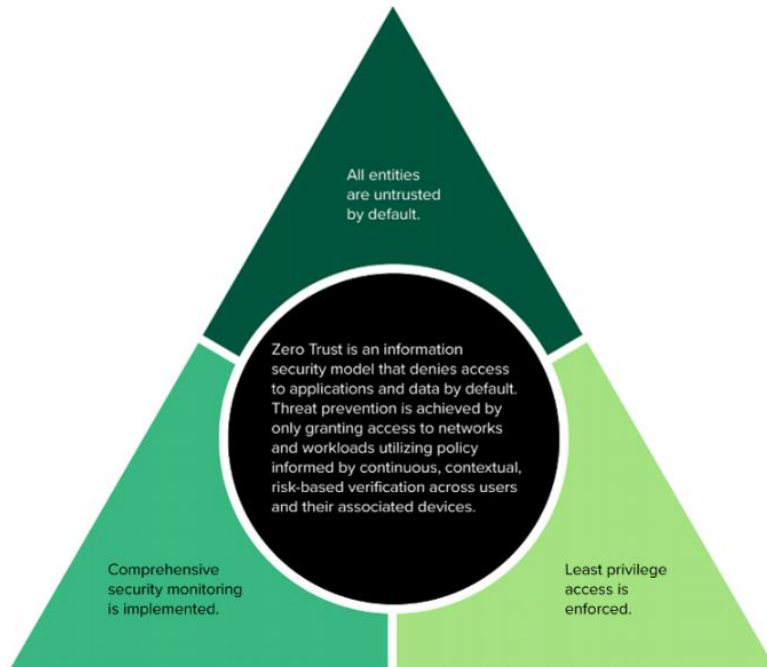 All entities
are untrusted
by default.
Zero Trust is an information
security model that denies access
to applications and data by default.
Threat prevention is achieved by
only granting access to networks
and workloads utilizing policy
informed by continuous, contextual,
risk-based verification across users
and their associated devices.
Comprehensive
security monitoring
is implemented.
Least privilege
access is
enforced.